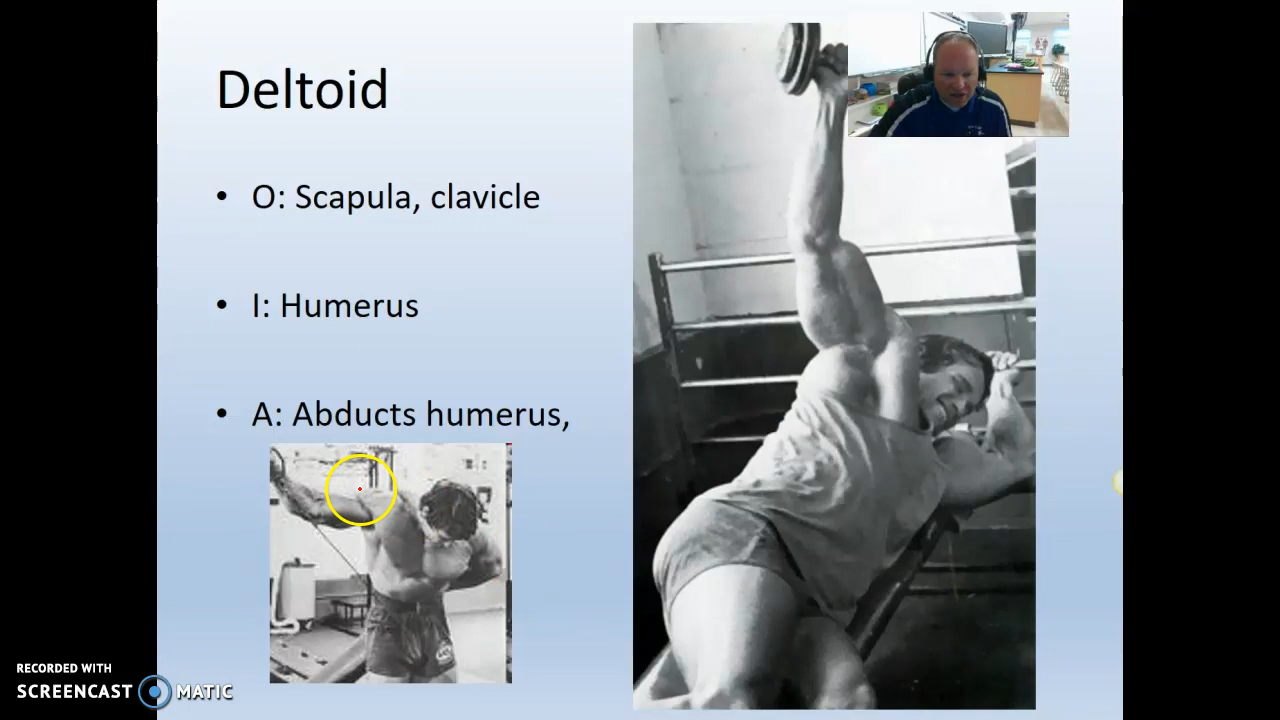 Deltoid
• O: Scapula, clavicle
• I: Humerus
• A: Abducts humerus,
RECORDED WITH
SCREENCAST MATIC